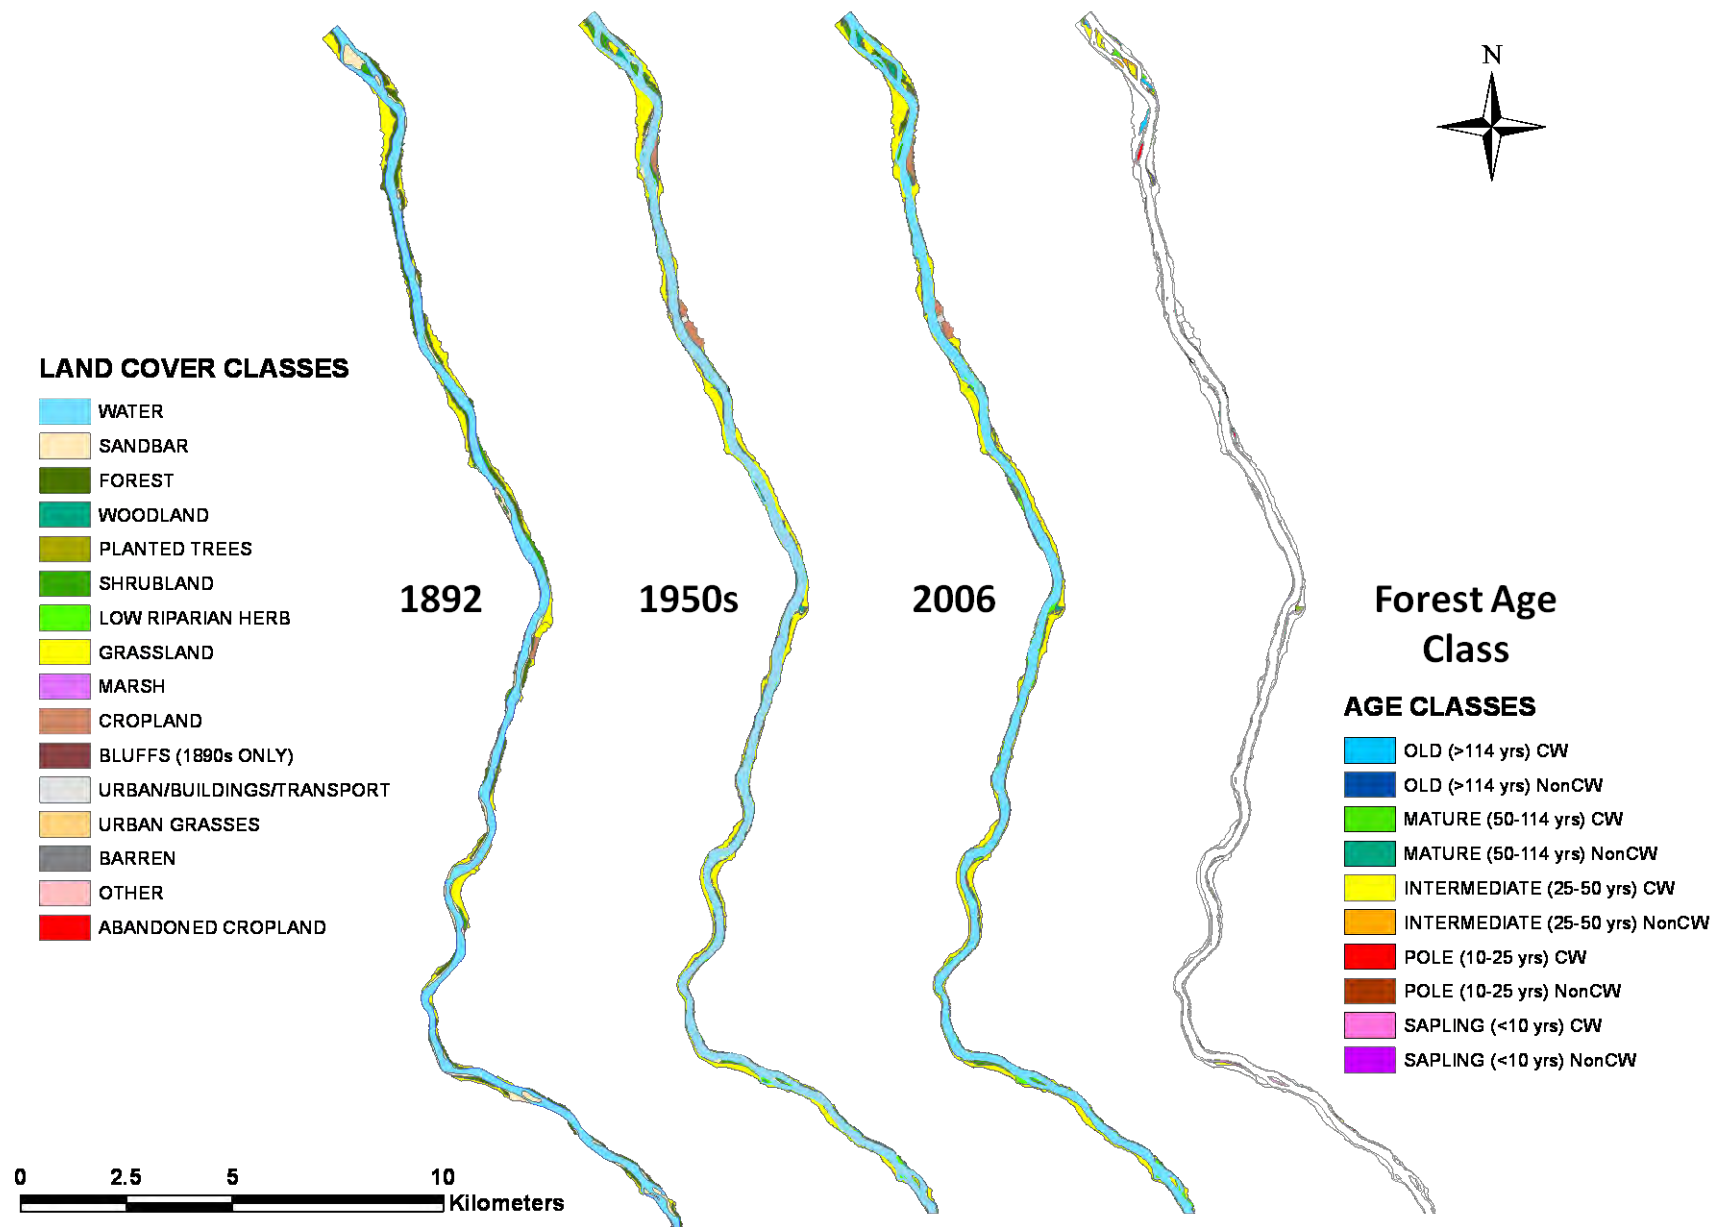 N
LAND COVER CLASSES
WATER
SANDBAR
FOREST
WOODLAND
PLANTED TREES
SHRUBLAND
LOW RIPARIAN HERB
GRASSLAND
MARSH
CROPLAND
BLUFFS (1890s ONLY)
URBAN/BUILDINGS/TRANSPORT
URBAN GRASSES
BARREN
OTHER
ABANDONED CROPLAND
1892
1950s
2006
Forest Age
Class
AGE CLASSES
OLD (>114 yrs) CW
OLD (>114 yrs) NonCW
MATURE (50-114 yrs) CW
MATURE (50-114 yrs) NonCW
INTERMEDIATE (25-50 yrs) CW
INTERMEDIATE (25-50 yrs) NonCW
POLE (10-25 yrs) CW
POLE (10-25 yrs) NonCW
SAPLING (<10 yrs) CW
SAPLING (<10 yrs) NonCW
0 2.5 5 10
Kilometers